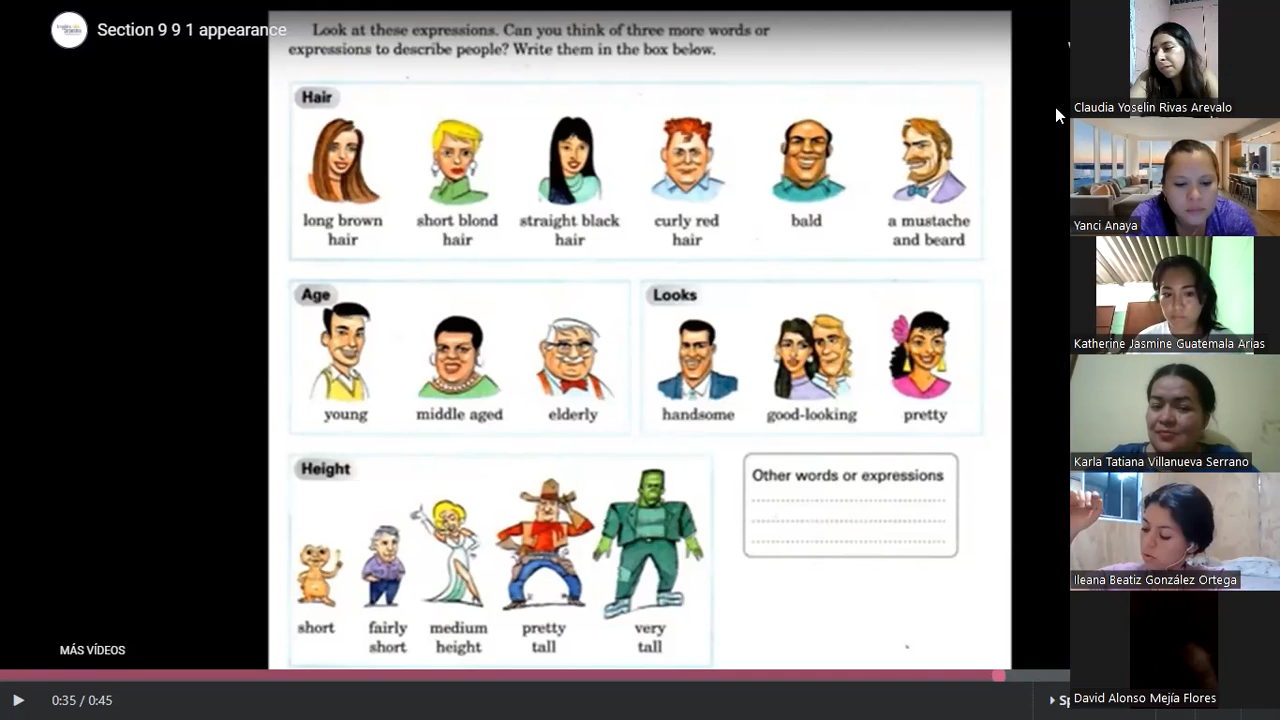 Section 9 9 1 appearance
Look at these expressions. Can you think of three more words or
expressions to describe people? Write them in the box below.
Hair
long brown
hair
short blond
hair
straight black
hair
curly red
hair
bald
a mustache
and beard
Age
young
middle aged
elderly
Looks
handsome
good-looking
pretty
Height
short
fairly
short
medium
height
pretty
tall
very
tall
Other words or expressions
MÁS VÍDEOS
0:35 / 0:45
Claudia Yoselin Rivas Arevalo
Yanci Anaya
Katherine Jasmine Guatemala Arias
Karla Tatiana Villanueva Serrano
Ileana Beatiz González Ortega
David Alonso Mejía Flores